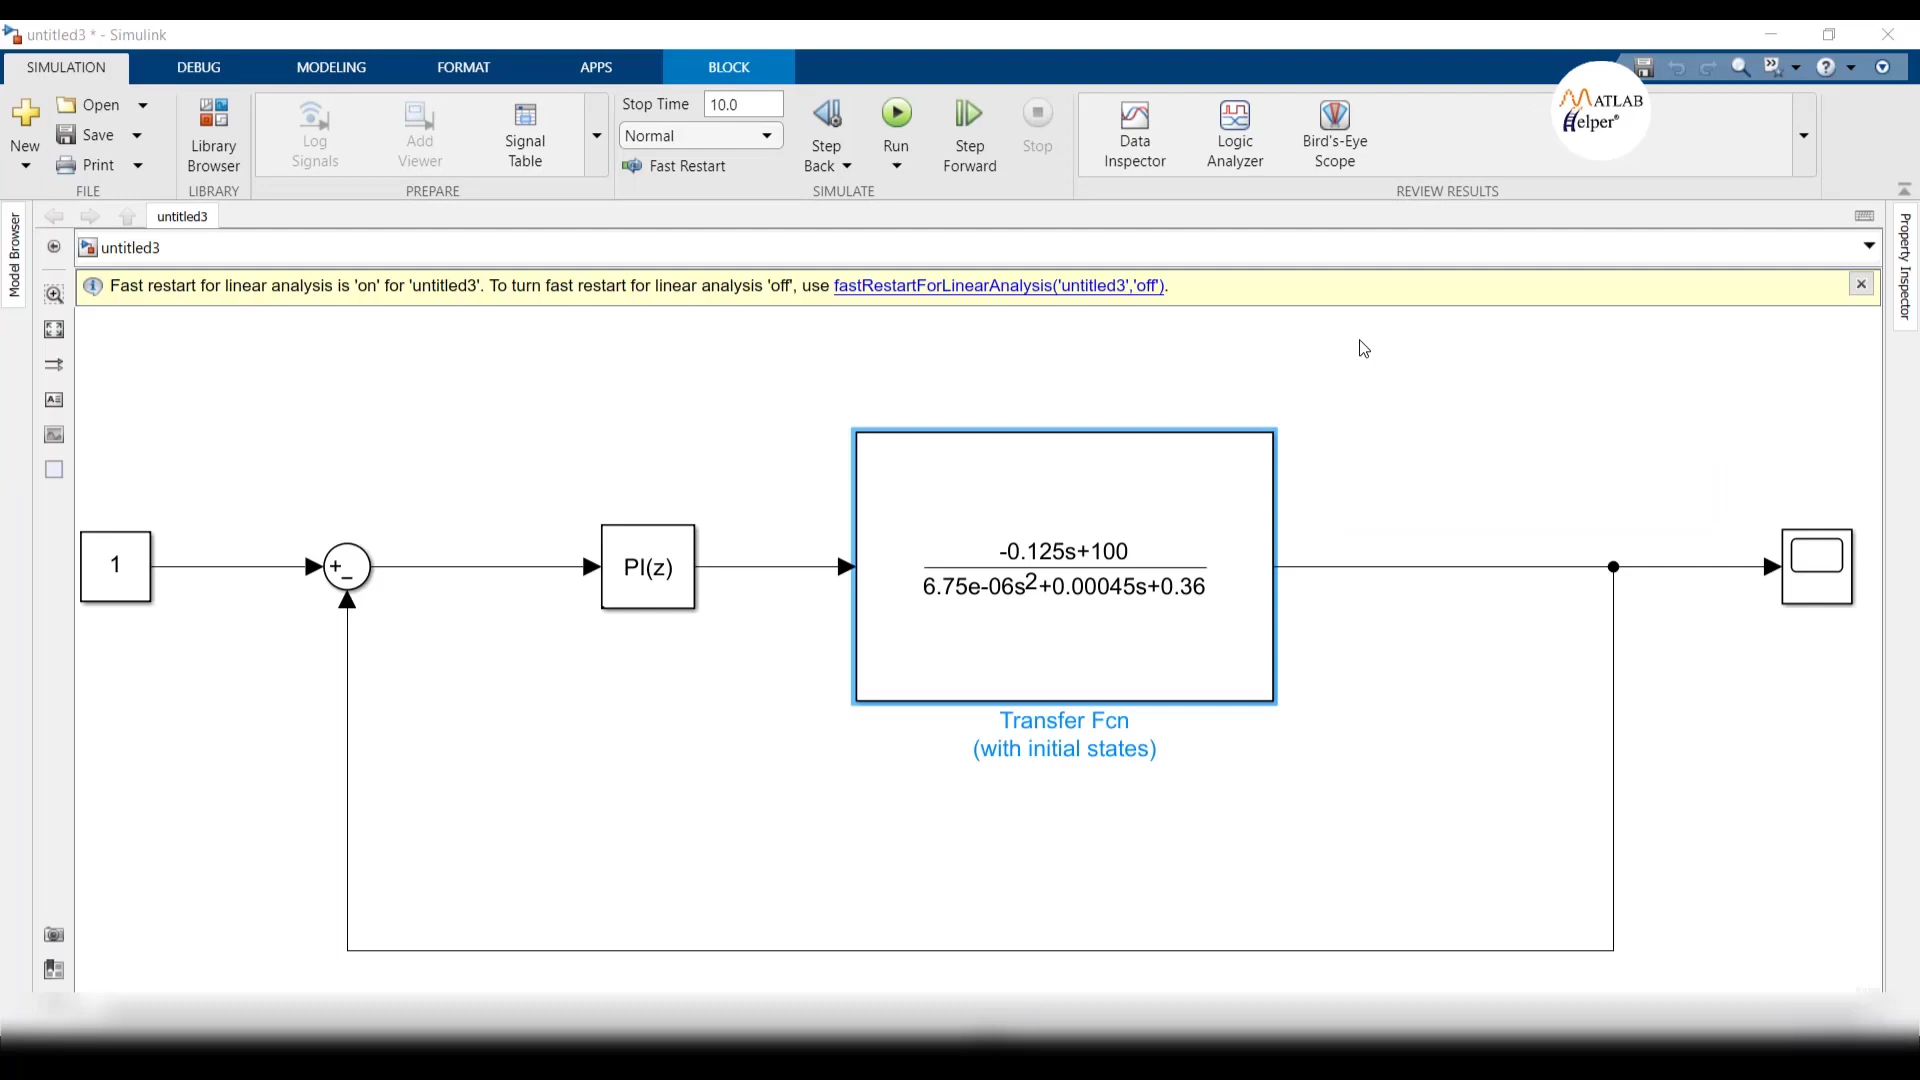 untitled3 * - Simulink
SIMULATION DEBUG MODELING FORMAT APPS BLOCK
New
Open
Save
Print
FILE
Library
Browser
LIBRARY
Log
Signals
Add
Viewer
Signal
Table
PREPARE
Stop Time 10.0
Normal
Fast Restart
Step
Back
Run
Step
Forward
Stop
SIMULATE
Data
Inspector
Logic
Analyzer
Bird's-Eye
Scope
REVIEW RESULTS
MATLAB
Helper®
Model Browser
untitled3
untitled3
Property Inspector
Fast restart for linear analysis is 'on' for 'untitled3'. To turn fast restart for linear analysis 'off', use fastRestartForLinearAnalysis('untitled3','off').
1
+
−
PI(z)
-0.125s+100
6.75e-06s2+0.00045s+0.36
Transfer Fcn
(with initial states)